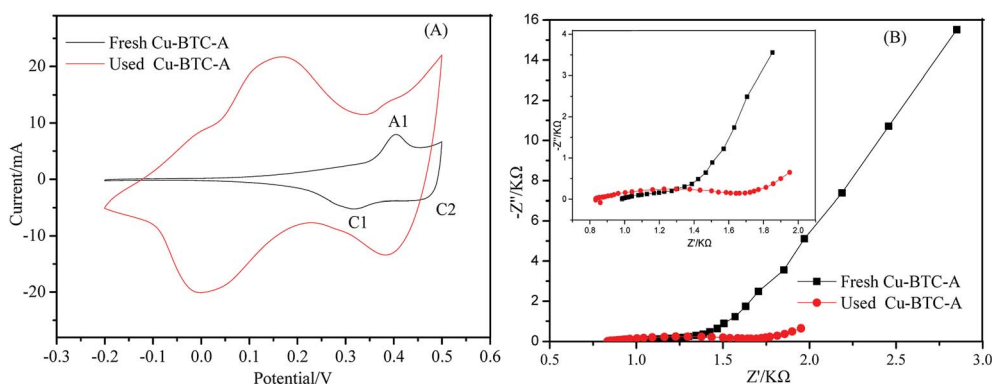 (A)
Fresh Cu-BTC-A
Used Cu-BTC-A
20
10
0
-10
-20
Current/mA
A1
C1
C2
-0.3 -0.2 -0.1 0.0 0.1 0.2 0.3 0.4 0.5 0.6
Potential/V
(B)
16
14
12
10
8
6
4
2
0
-Z''/KΩ
-4
3
2
1
0
-Z''/KΩ
0.8 1.0 1.2 1.4 1.6 1.8 2.0
Z'/KΩ
Fresh Cu-BTC-A
Used Cu-BTC-A
0.5 1.0 1.5 2.0 2.5 3.0
Z'/KΩ